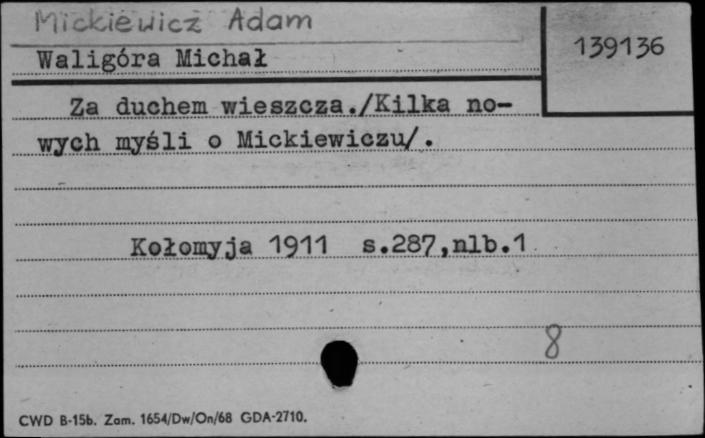 Mickiewicz Adam
139136
Waligóra Michał
Za duchem wieszcza./Kilka no-
wych myśli o Mickiewiczu/.
Kołomyja 1911 s.287,nlb.1
8
CWD B-15b. Zam. 1654/Dw/On/68 GDA-2710.